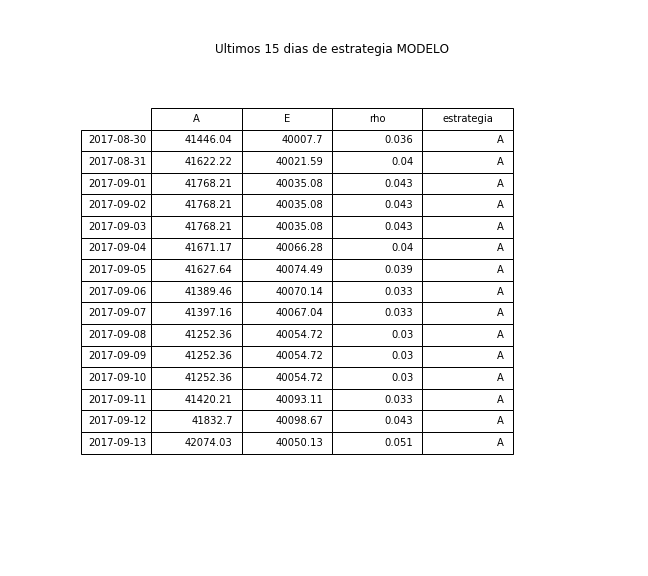 Ultimos 15 dias de estrategia MODELO
A E rho estrategia
2017-08-30 41446.04 40007.7 0.036 A
2017-08-31 41622.22 40021.59 0.04 A
2017-09-01 41768.21 40035.08 0.043 A
2017-09-02 41768.21 40035.08 0.043 A
2017-09-03 41768.21 40035.08 0.043 A
2017-09-04 41671.17 40066.28 0.04 A
2017-09-05 41627.64 40074.49 0.039 A
2017-09-06 41389.46 40070.14 0.033 A
2017-09-07 41397.16 40067.04 0.033 A
2017-09-08 41252.36 40054.72 0.03 A
2017-09-09 41252.36 40054.72 0.03 A
2017-09-10 41252.36 40054.72 0.03 A
2017-09-11 41420.21 40093.11 0.033 A
2017-09-12 41832.7 40098.67 0.043 A
2017-09-13 42074.03 40050.13 0.051 A